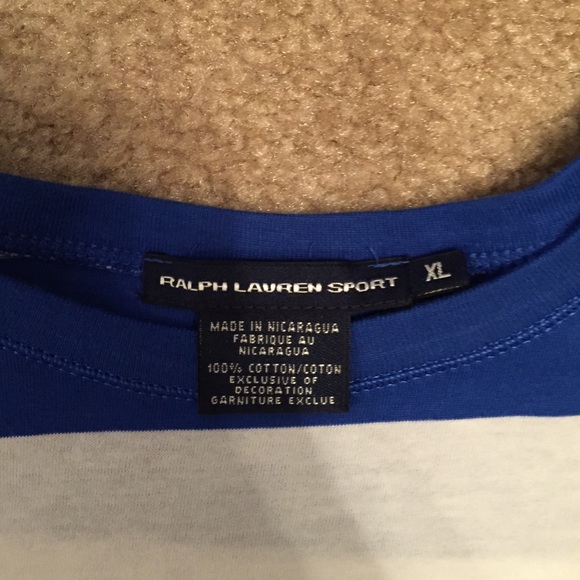 RALPH LAUREN SPORT
XL
MADE IN NICARAGUA
FABRIQUE AU
NICARAGUA
100% COTTON/COTON
EXCLUSIVE OF
DECORATION
GARNITURE EXCLUE